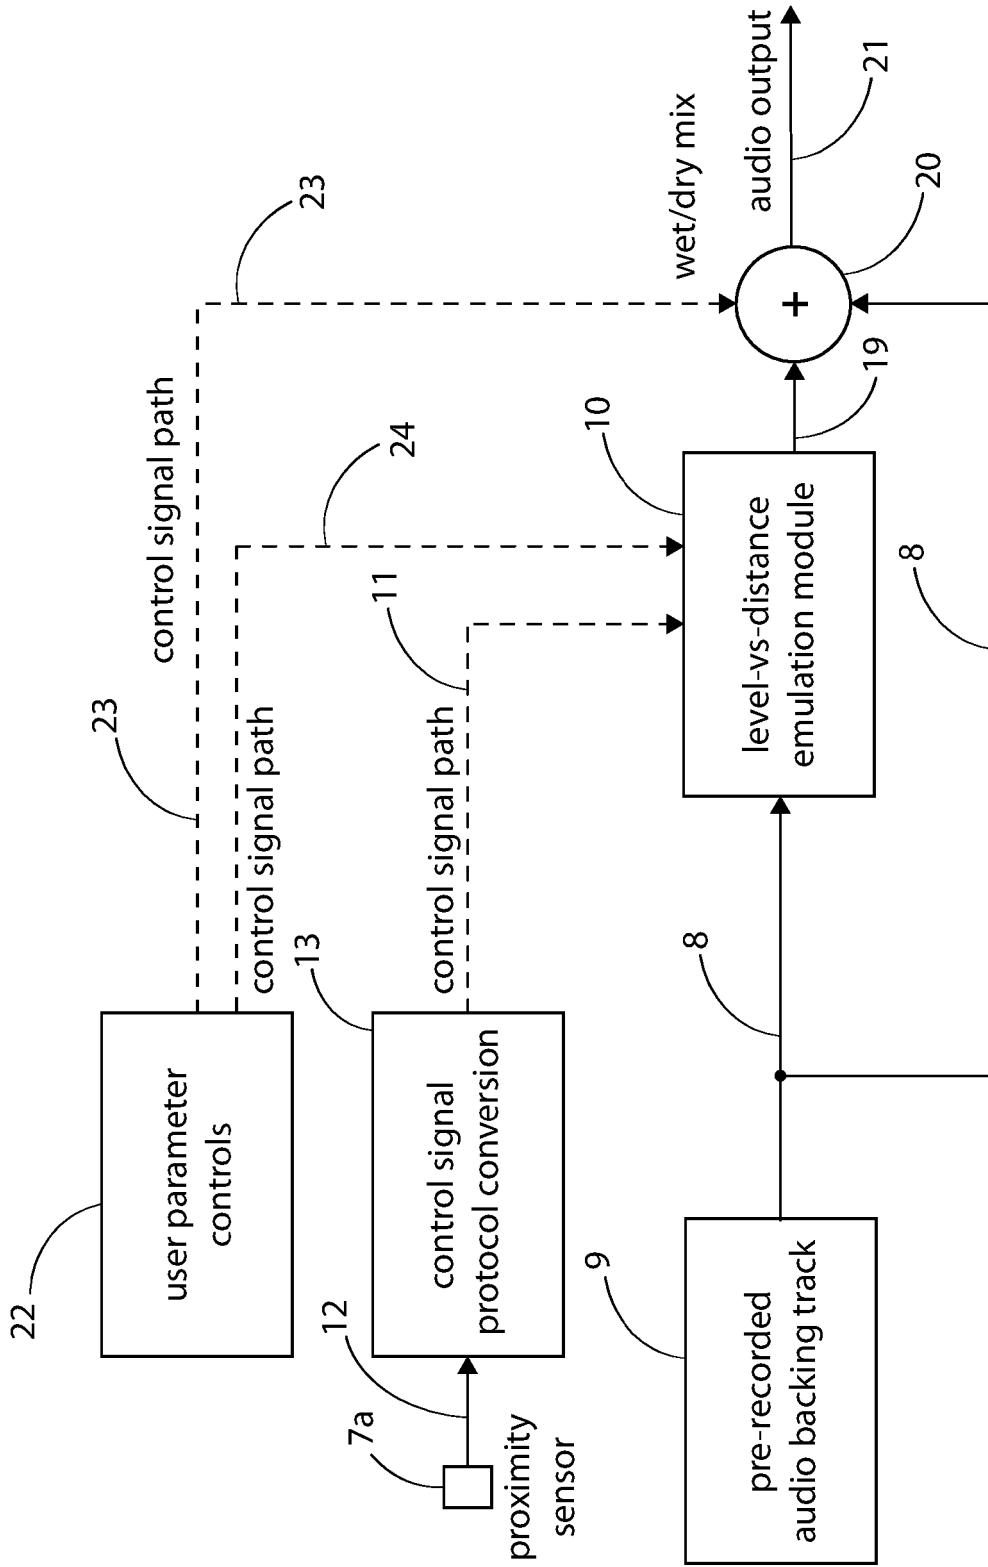 22
user parameter
controls
23
control signal path
23
control signal path
24
7a
proximity
sensor
12
13
control signal
protocol conversion
control signal path
11
9
pre-recorded
audio backing track
8
10
level-vs-distance
emulation module
19
wet/dry mix
+
20
audio output
21
8